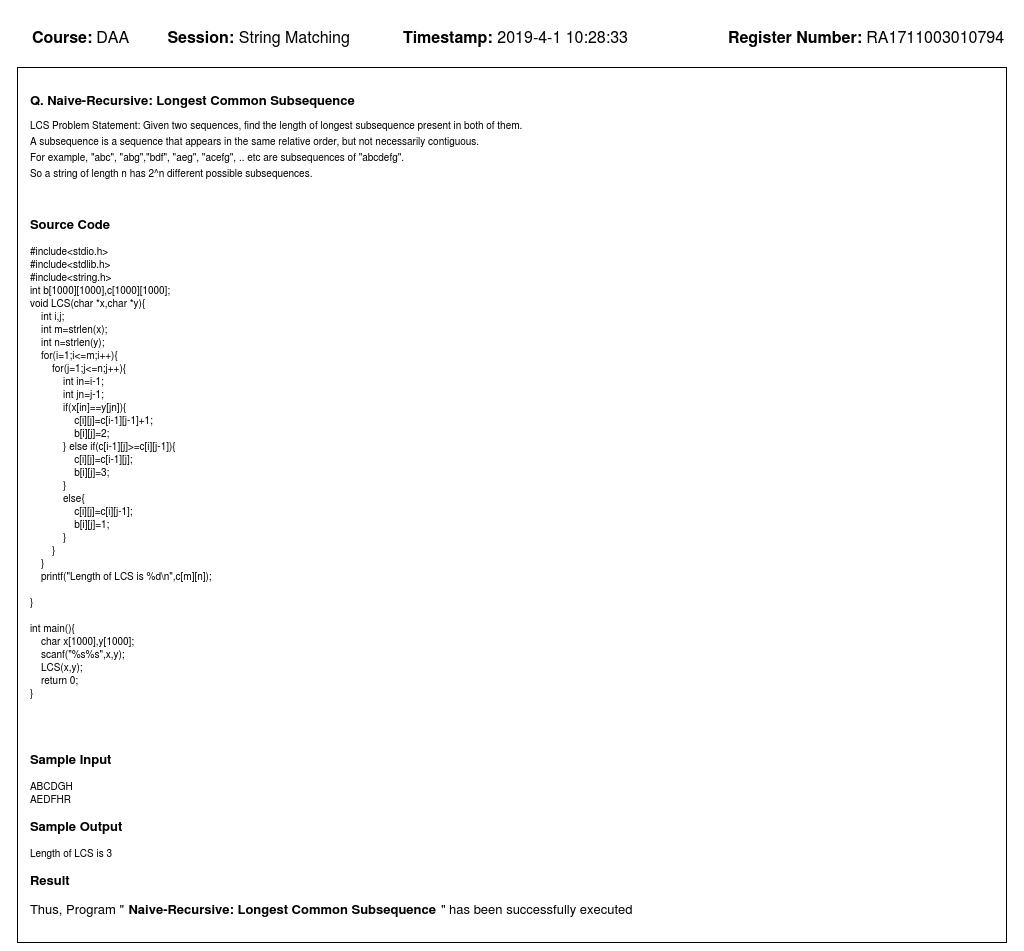 Course: DAA Session: String Matching Timestamp: 2019-4-1 10:28:33 Register Number: RA1711003010794
Q. Naive-Recursive: Longest Common Subsequence
LCS Problem Statement: Given two sequences, find the length of longest subsequence present in both of them.
A subsequence is a sequence that appears in the same relative order, but not necessarily contiguous.
For example, "abc", "abg","bdf", "aeg", "acefg", .. etc are subsequences of "abcdefg".
So a string of length n has 2^n different possible subsequences.
Source Code
#include<stdio.h>
#include<stdlib.h>
#include<string.h>
int b[1000][1000],c[1000][1000];
void LCS(char *x,char *y){
    int i,j;
    int m=strlen(x);
    int n=strlen(y);
    for(i=1;i<=m;i++){
        for(j=1;j<=n;j++){
            int in=i-1;
            int jn=j-1;
            if(x[in]==y[jn]){
                c[i][j]=c[i-1][j-1]+1;
                b[i][j]=2;
            } else if(c[i-1][j]>=c[i][j-1]){
                c[i][j]=c[i-1][j];
                b[i][j]=3;
            }
            else{
                c[i][j]=c[i][j-1];
                b[i][j]=1;
            }
        }
    }
    printf("Length of LCS is %d\n",c[m][n]);
}
int main(){
    char x[1000],y[1000];
    scanf("%s%s",x,y);
    LCS(x,y);
    return 0;
}
Sample Input
ABCDGH
AEDFHR
Sample Output
Length of LCS is 3
Result
Thus, Program " Naive-Recursive: Longest Common Subsequence " has been successfully executed